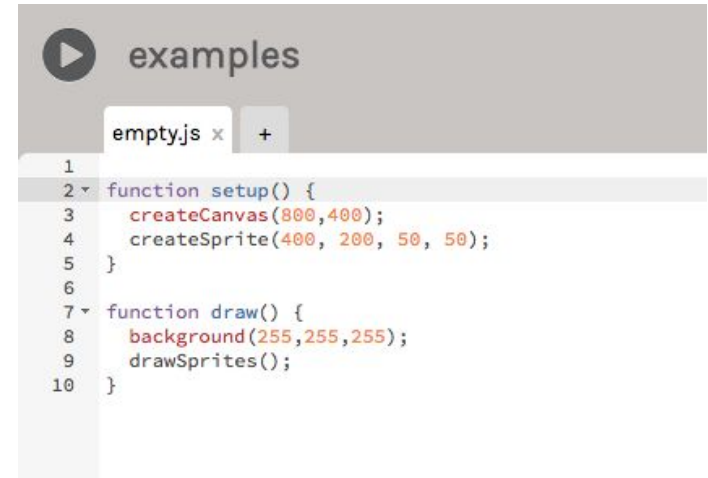 examples
empty.js x +
1
2 function setup() {
3 createCanvas(800,400);
4 createSprite(400, 200, 50, 50);
5 }
6
7 function draw() {
8 background(255,255,255);
9 drawSprites();
10 }